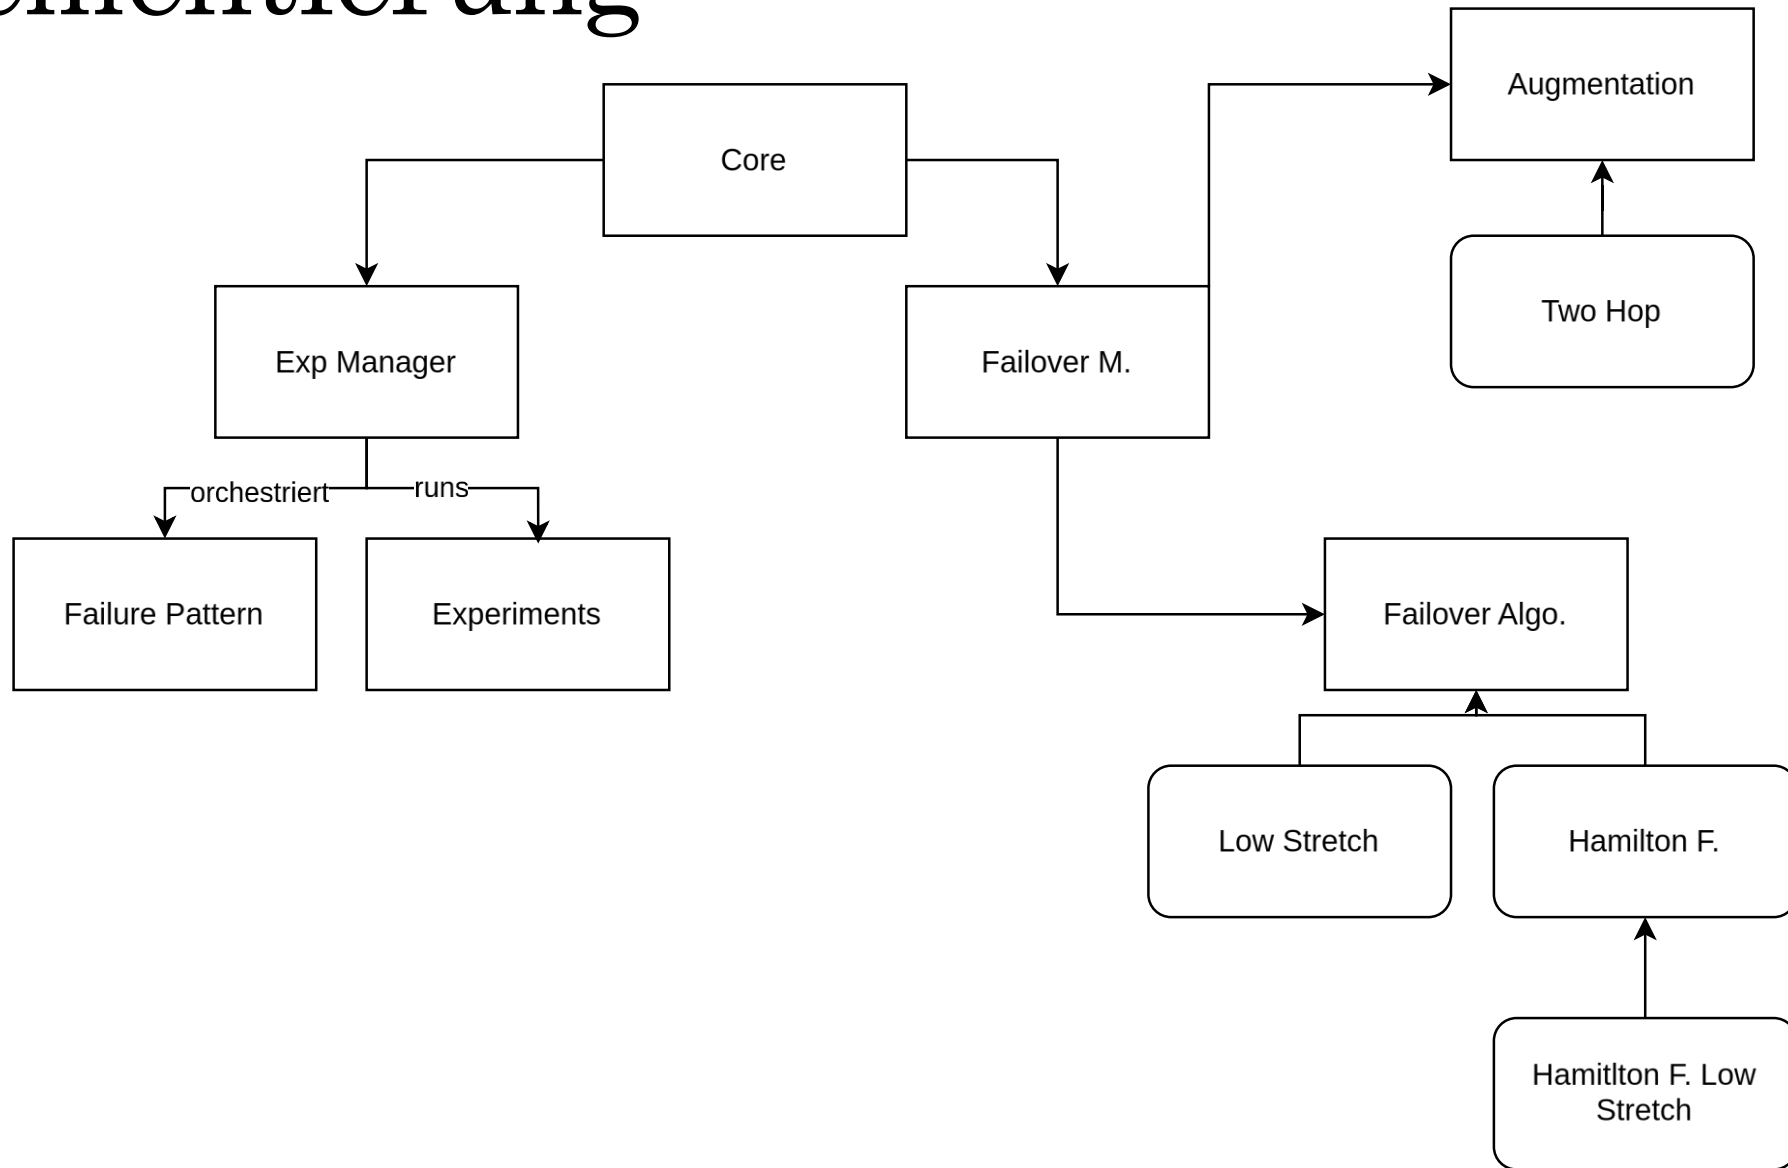 Augmentation
Core
Two Hop
Exp Manager
Failover M.
orchestriert
runs
Failure Pattern
Experiments
Failover Algo.
Low Stretch
Hamilton F.
Hamitlton F. Low
Stretch